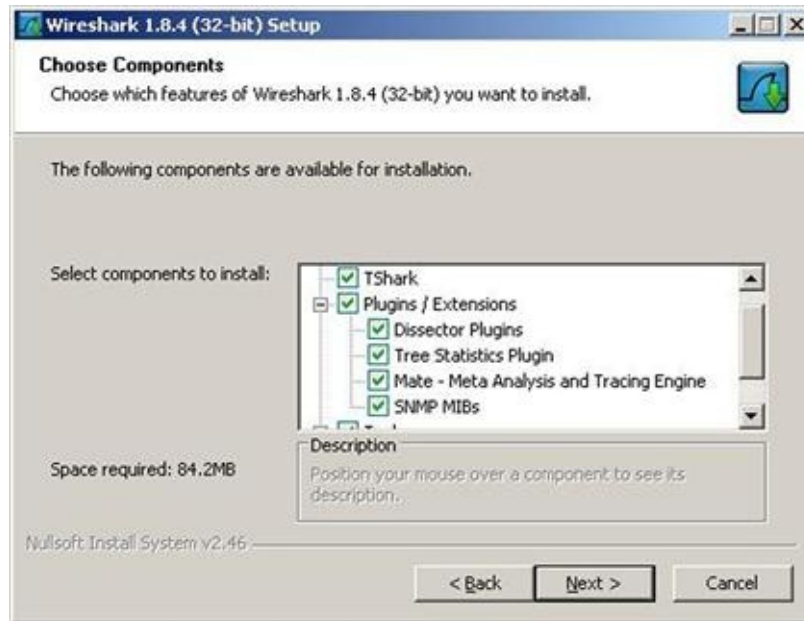 Wireshark 1.8.4 (32-bit) Setup
Choose Components
Choose which features of Wireshark 1.8.4 (32-bit) you want to install.
The following components are available for installation.
Select components to install:
TShark
Plugins / Extensions
Dissector Plugins
Tree Statistics Plugin
Mate - Meta Analysis and Tracing Engine
SNMP MIBs
Space required: 84.2MB
Description
Position your mouse over a component to see its
description.
Nullsoft Install System v2.46
< Back
Next >
Cancel